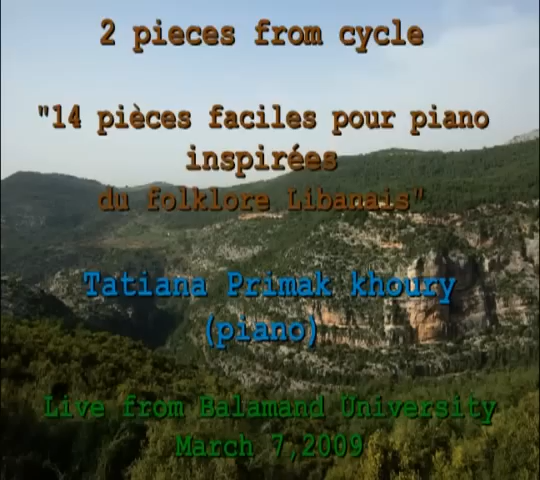 2 pieces from cycle
"14 pièces faciles pour piano
inspirées
du folklore Libanais"
Tatiana Primak khoury
(piano)
Live from Balamand University
March 7,2009